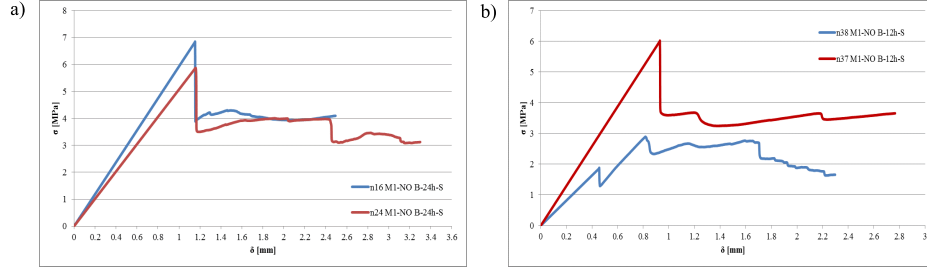 a)
8
7
6
5
4
3
2
1
0
σ [MPa]
0 0.2 0.4 0.6 0.8 1 1.2 1.4 1.6 1.8 2 2.2 2.4 2.6 2.8 3 3.2 3.4 3.6
δ [mm]
n16 M1-NO B-24h-S
n24 M1-NO B-24h-S
b)
7
6
5
4
3
2
1
0
σ [MPa]
0 0.2 0.4 0.6 0.8 1 1.2 1.4 1.6 1.8 2 2.2 2.4 2.6 2.8 3
δ [mm]
n38 M1-NO B-12h-S
n37 M1-NO B-12h-S